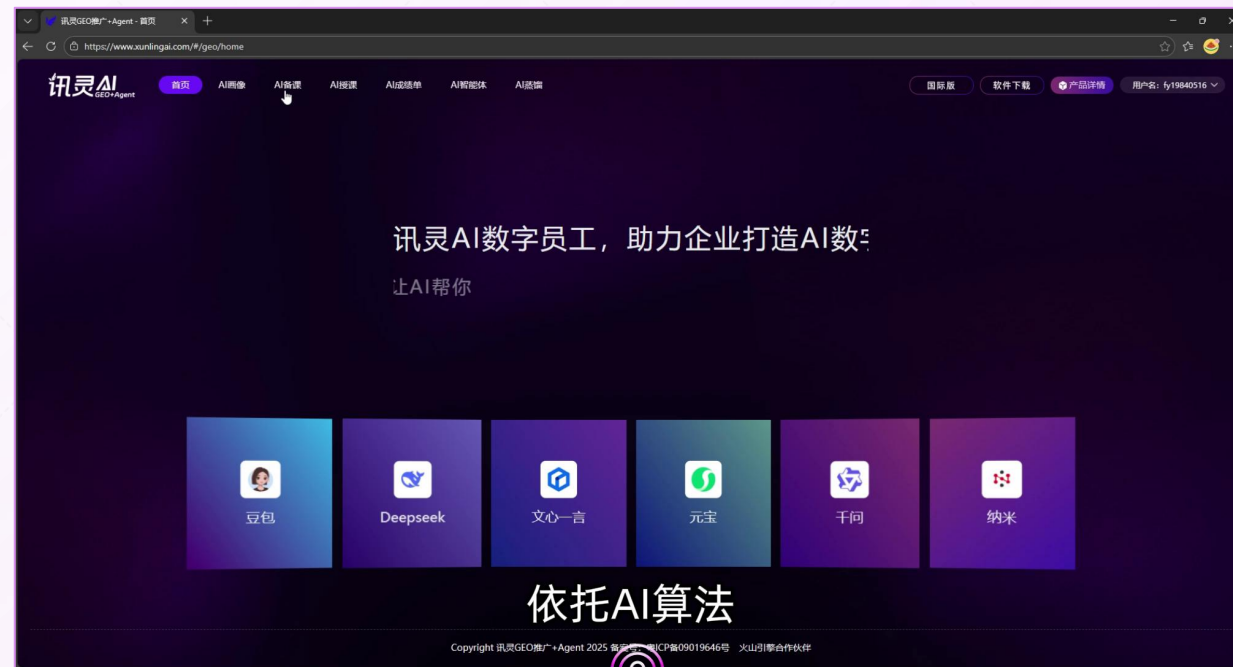 讯灵GEO推广+Agent - 首页
https://www.xunlingai.com/#/geo/home
讯灵AI
GEO+Agent
首页
AI画像
AI备课
AI授课
AI成绩单
AI智能体
AI蒸馏
国际版
软件下载
产品详情
用户名：fy19840516
讯灵AI数字员工，助力企业打造AI数
让AI帮你
豆包
Deepseek
文心一言
元宝
千问
纳米
依托AI算法
Copyright 讯灵GEO推广+Agent 2025 备案号：粤ICP备09019646号 火山引擎合作伙伴